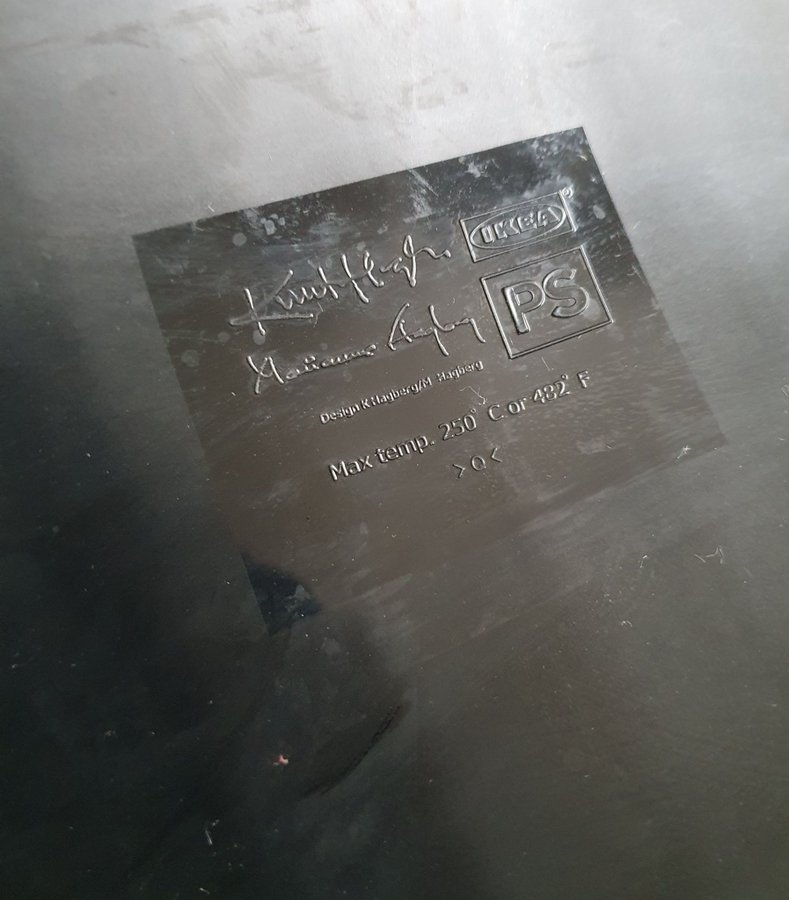 IKEA®
PS
Design K Hagberg/M Hagberg
Max temp. 250° C or 482° F
>Q<